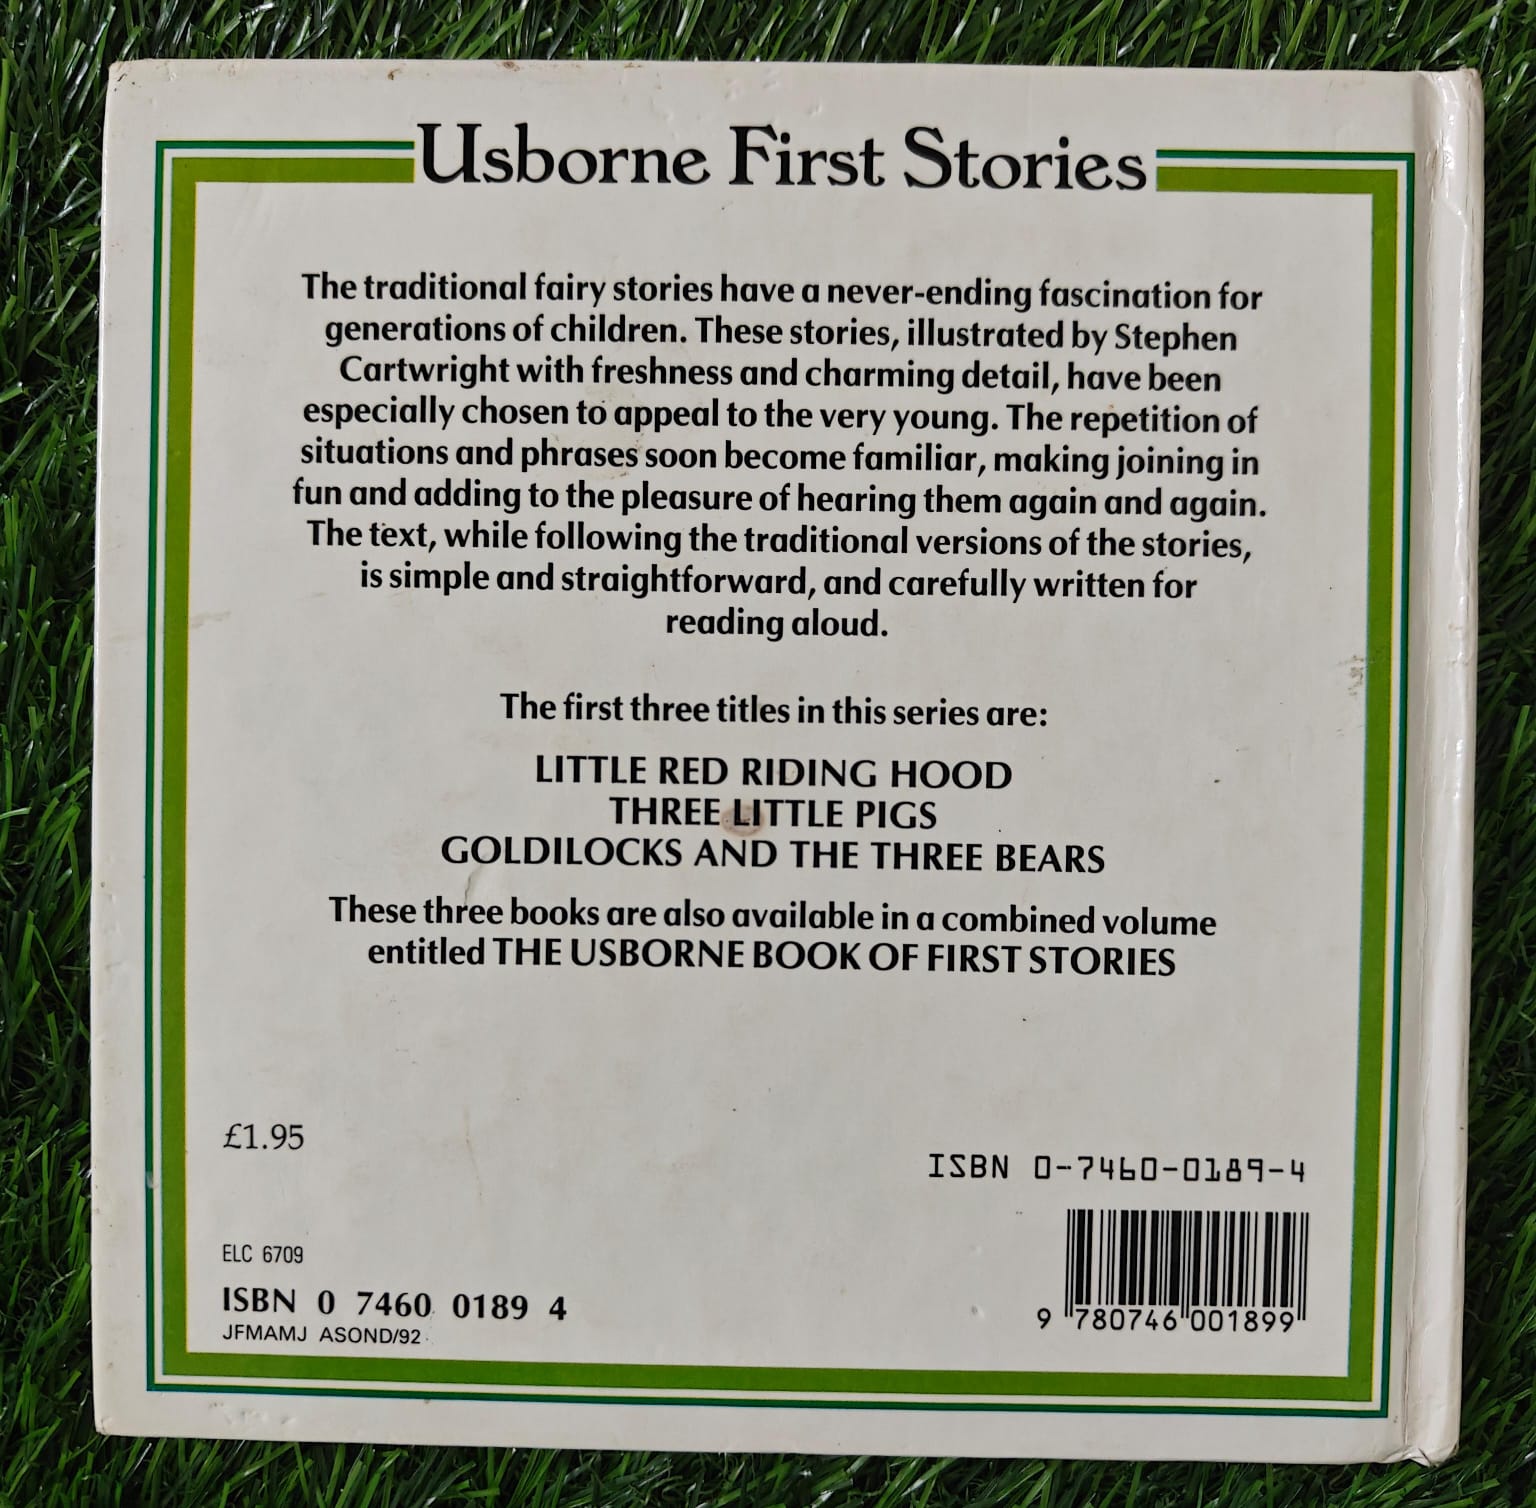 Usborne First Stories
The traditional fairy stories have a never-ending fascination for
generations of children. These stories, illustrated by Stephen
Cartwright with freshness and charming detail, have been
especially chosen to appeal to the very young. The repetition of
situations and phrases soon become familiar, making joining in
fun and adding to the pleasure of hearing them again and again.
The text, while following the traditional versions of the stories,
is simple and straightforward, and carefully written for
reading aloud.
The first three titles in this series are:
LITTLE RED RIDING HOOD
THREE LITTLE PIGS
GOLDILOCKS AND THE THREE BEARS
These three books are also available in a combined volume
entitled THE USBORNE BOOK OF FIRST STORIES
£1.95
ISBN 0-7460-0189-4
ELC 6709
ISBN 0 7460 0189 4
JFMAMJ ASOND/92
9 780746 001899